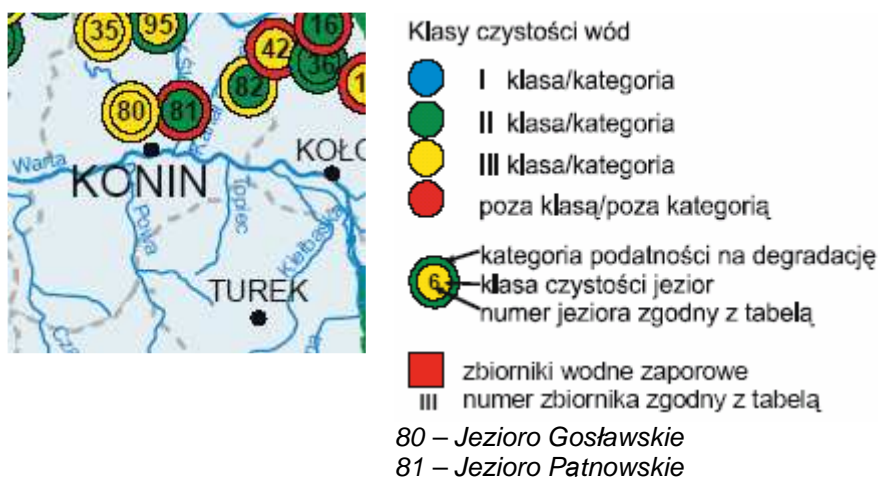 35
95
16
42
36
82
80
81
Kanał
KOŁO
Warta
KONIN
Powa
Topiec
Kiełbaska
TUREK
Klasy czystości wód
I klasa/kategoria
II klasa/kategoria
III klasa/kategoria
poza klasą/poza kategorią
kategoria podatności na degradację
6 klasa czystości jezior
numer jeziora zgodny z tabelą
zbiorniki wodne zaporowe
III numer zbiornika zgodny z tabelą
80 – Jezioro Gosławskie
81 – Jezioro Pątnowskie